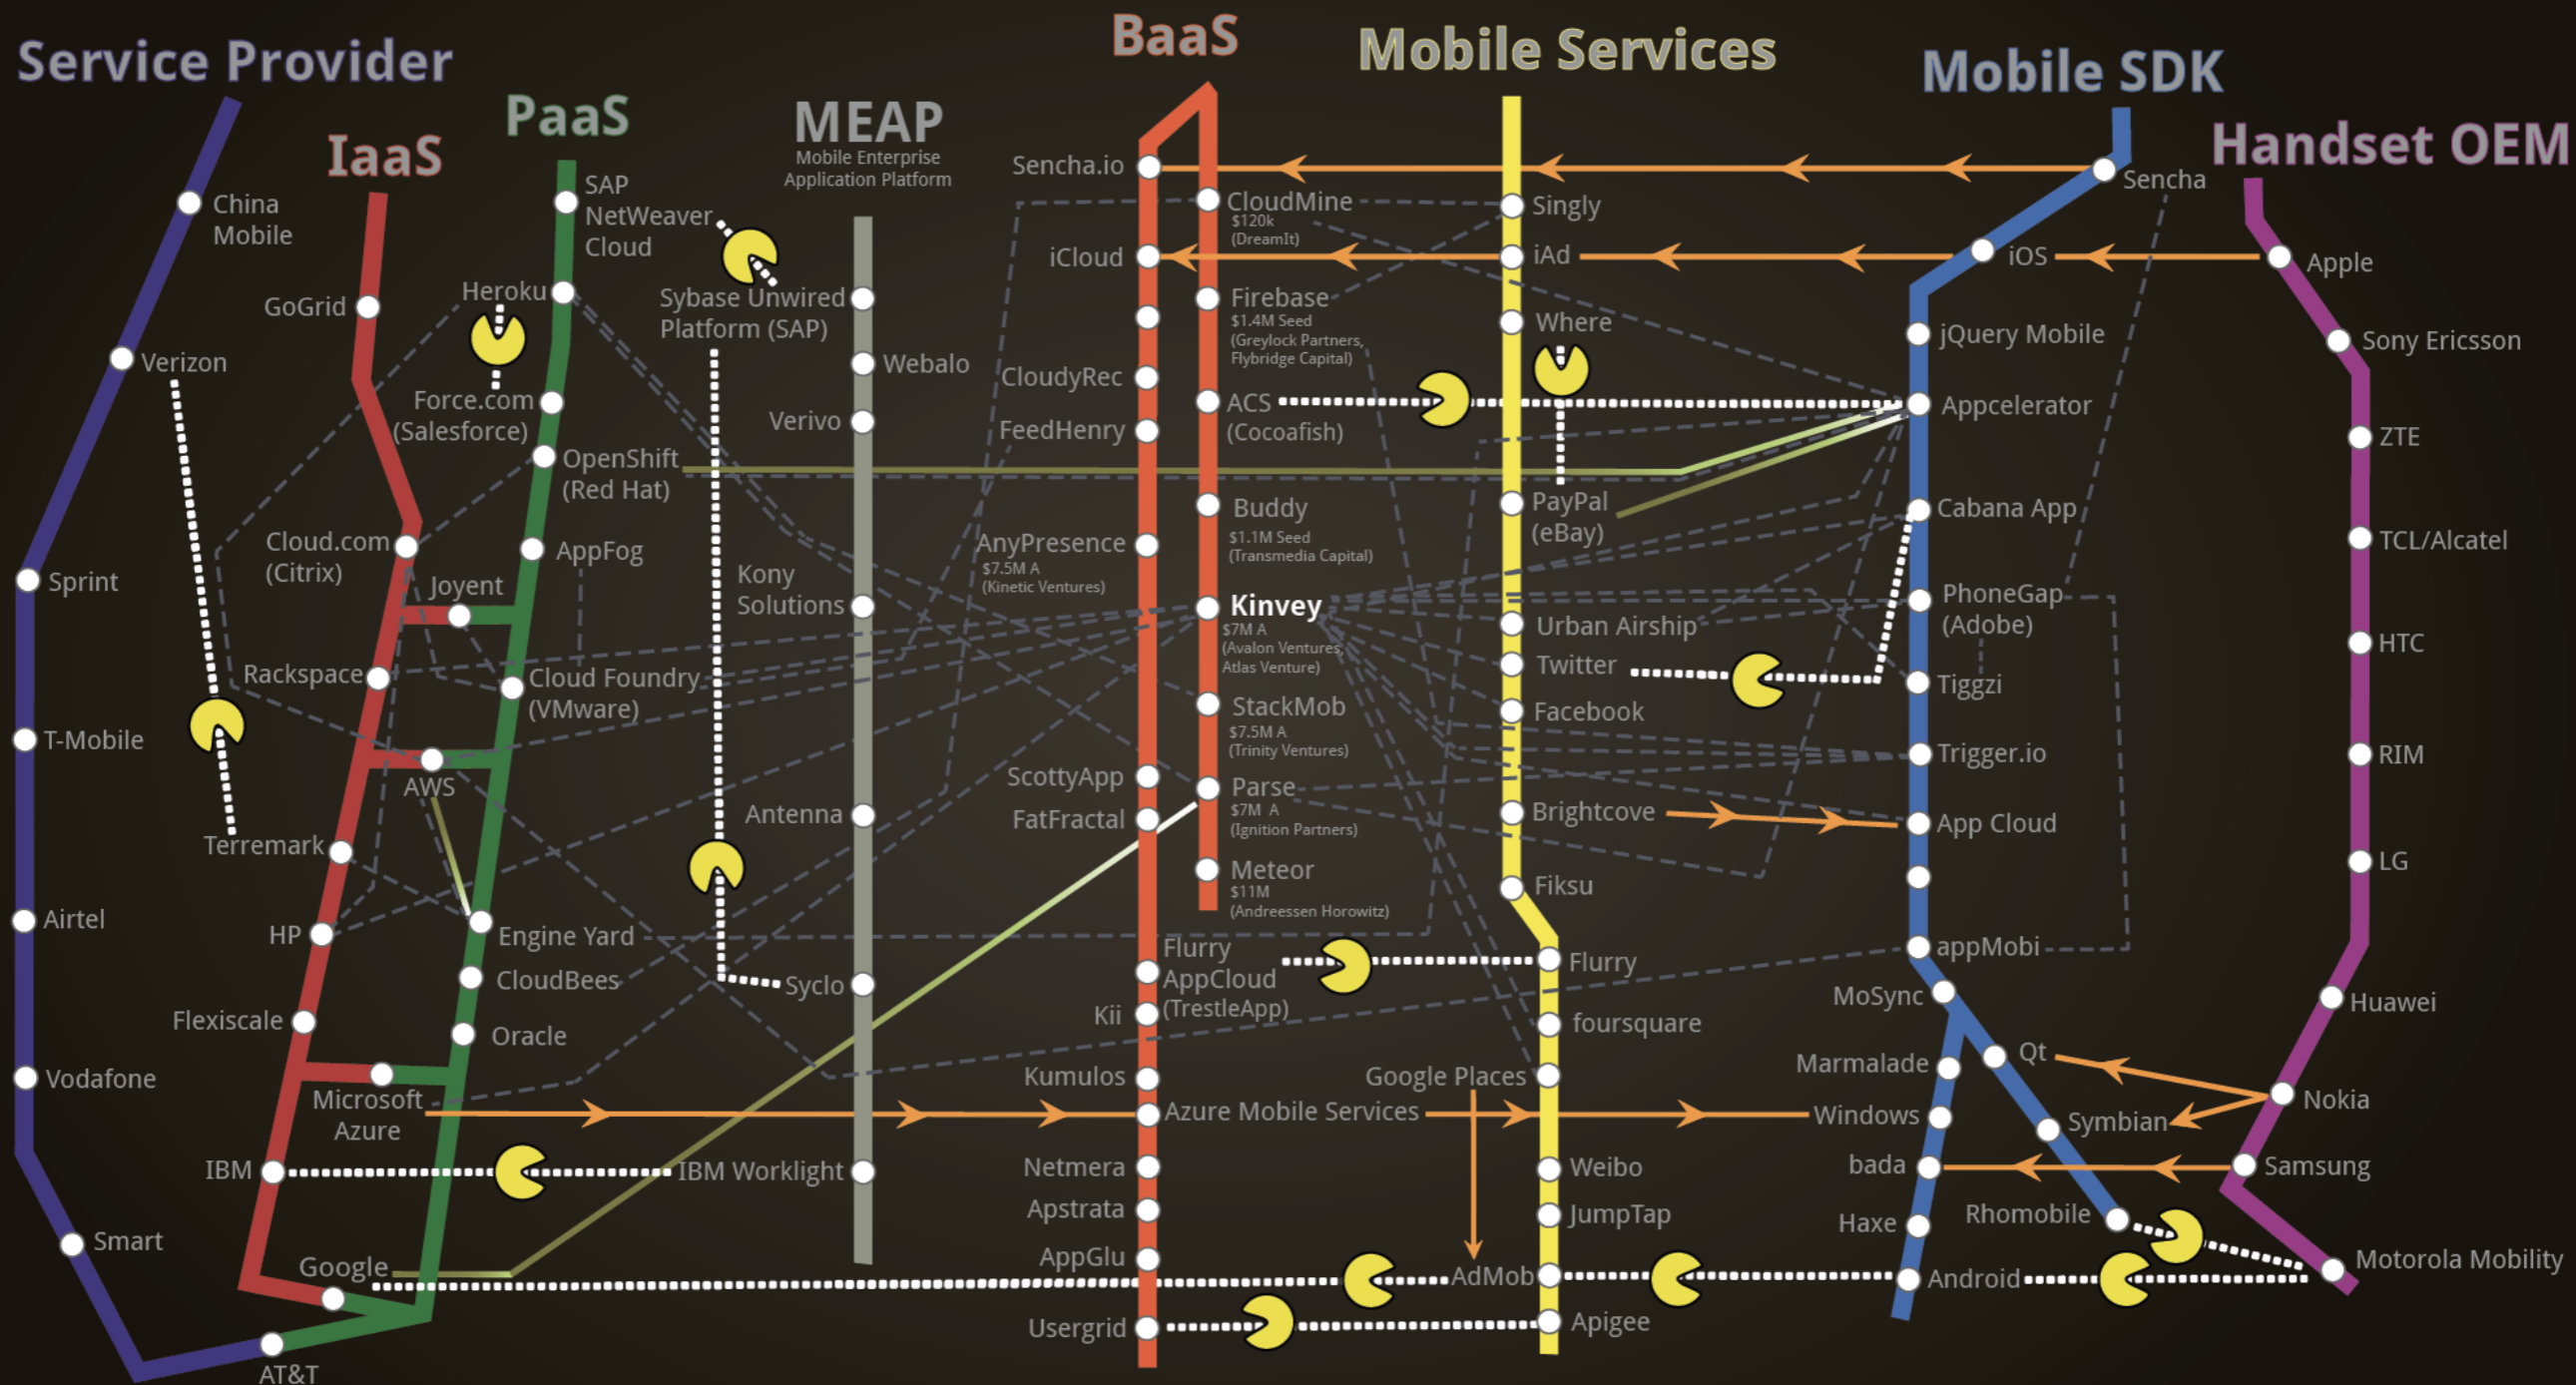 Service Provider
China
Mobile
Verizon
Sprint
T-Mobile
Airtel
Vodafone
Smart
AT&T
IaaS
GoGrid
Cloud.com
(Citrix)
Joyent
Rackspace
AWS
Terremark
HP
Flexiscale
Microsoft
Azure
IBM
Google
PaaS
SAP
NetWeaver
Cloud
Heroku
Force.com
(Salesforce)
OpenShift
(Red Hat)
AppFog
Cloud Foundry
(VMware)
Engine Yard
CloudBees
Oracle
MEAP
Mobile Enterprise
Application Platform
Sybase Unwired
Platform (SAP)
Webalo
Verivo
Kony
Solutions
Antenna
Syclo
IBM Worklight
BaaS
Sencha.io
iCloud
CloudyRec
FeedHenry
AnyPresence
$7.5M A
(Kinetic Ventures)
ScottyApp
FatFractal
Flurry
AppCloud
(TrestleApp)
Kii
Kumulos
Azure Mobile Services
Netmera
Apstrata
AppGlu
Usergrid
CloudMine
$120k
(DreamIt)
Firebase
$1.4M Seed
(Greylock Partners,
Flybridge Capital)
ACS
(Cocoafish)
Buddy
$1.1M Seed
(Transmedia Capital)
Kinvey
$7M A
(Avalon Ventures,
Atlas Venture)
StackMob
$7.5M A
(Trinity Ventures)
Parse
$7M A
(Ignition Partners)
Meteor
$11M
(Andreessen Horowitz)
Mobile Services
Singly
iAd
Where
PayPal
(eBay)
Urban Airship
Twitter
Facebook
Brightcove
Fiksu
Flurry
foursquare
Google Places
Weibo
JumpTap
AdMob
Apigee
Mobile SDK
Sencha
iOS
jQuery Mobile
Appcelerator
Cabana App
PhoneGap
(Adobe)
Tiggzi
Trigger.io
App Cloud
appMobi
MoSync
Marmalade
Qt
Windows
Symbian
bada
Haxe
Rhomobile
Android
Handset OEM
Apple
Sony Ericsson
ZTE
TCL/Alcatel
HTC
RIM
LG
Huawei
Nokia
Samsung
Motorola Mobility